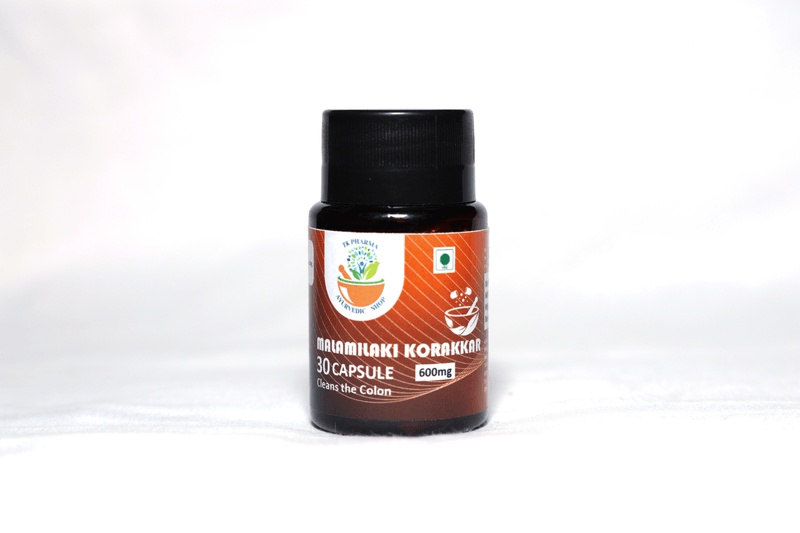 TK PHARMA
AYURVEDIC SHOP
MALAMILAKI KORAKKAR
30 CAPSULE
600mg
Cleans the Colon